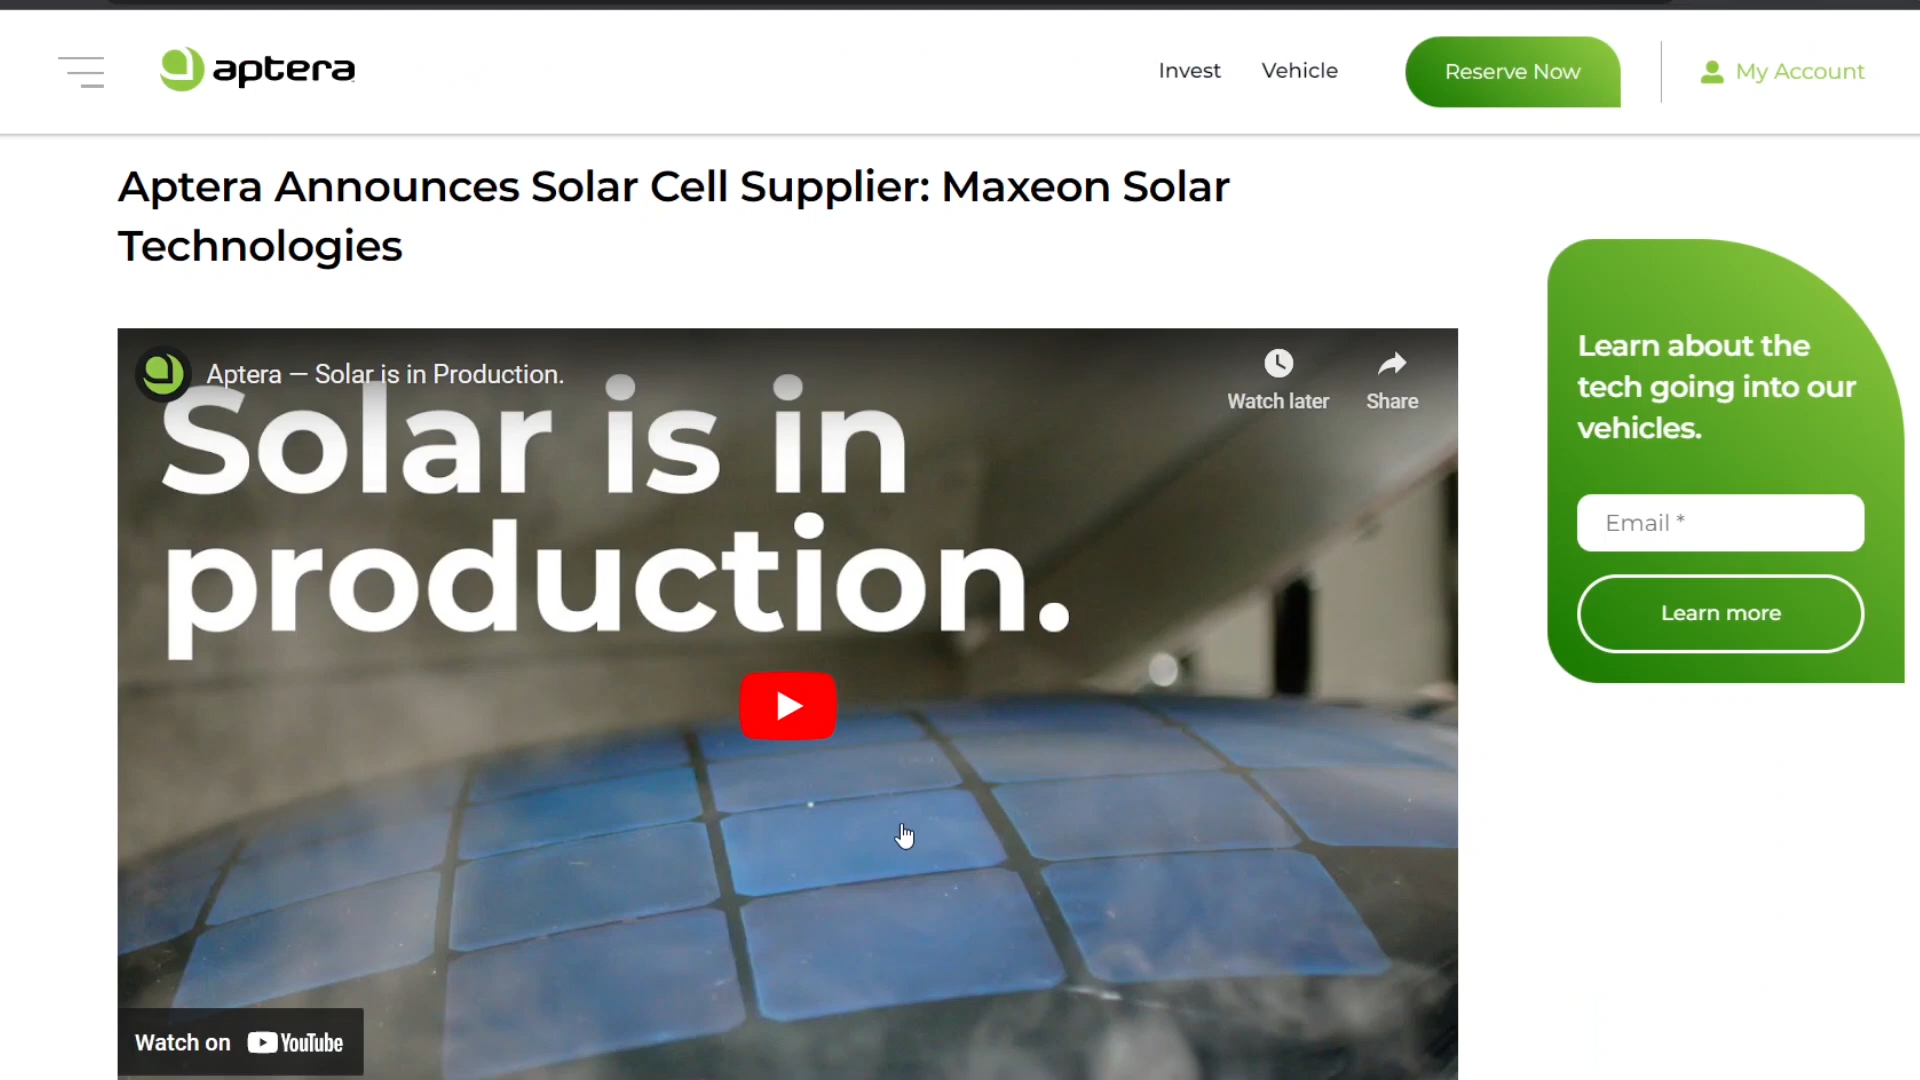 aptera
Invest
Vehicle
Reserve Now
My Account
Aptera Announces Solar Cell Supplier: Maxeon Solar
Technologies
Aptera — Solar is in Production.
Watch later
Share
Solar is in
production.
Watch on YouTube
Learn about the
tech going into our
vehicles.
Email *
Learn more